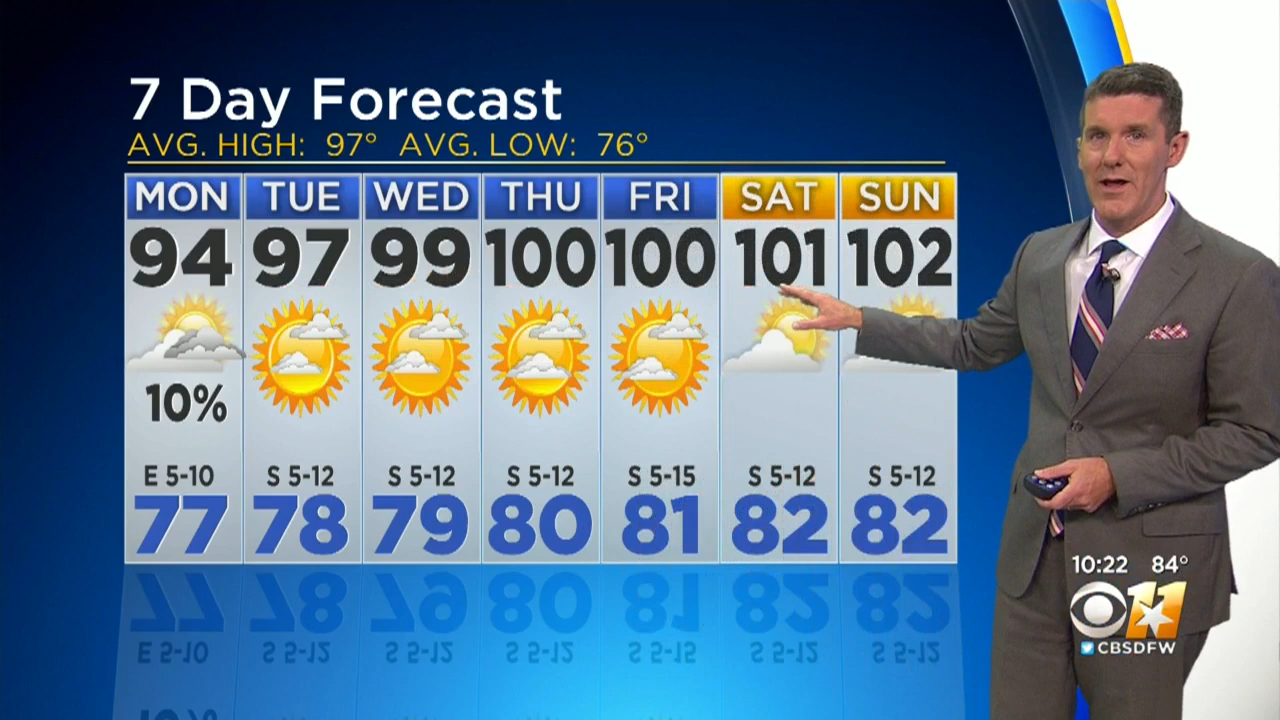 7 Day Forecast
AVG. HIGH: 97° AVG. LOW: 76°
MON TUE WED THU FRI SAT SUN
94 97 99 100 100 101 102
10%
E 5-10 S 5-12 S 5-12 S 5-12 S 5-15 S 5-12 S 5-12
77 78 79 80 81 82 82
10:22 84°
11
CBSDFW